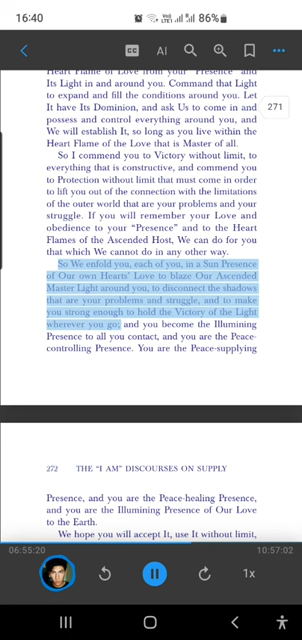 16:40
86%
CC AI
Heart Flame of Love from your "Presence" and
Its Light in and around you. Command that Light
to expand and fill the conditions around. Let
It have Its Dominion, and ask Us to come in and
271
possess and control everything around you, and
We will establish It, so long as you live within the
Heart Flame of the Love that is Master of all.
So I commend you to Victory without limit, to
everything that is constructive, and commend you
to Protection without limit that must come in order
to lift you out of the connection with the limitations
of the outer world that are your problems and your
struggle. If you will remember your Love and
obedience to your "Presence" and to the Heart
Flames of the Ascended Host, We can do for you
that which We cannot do in any other way.
So We enfold you, each of you, in a Sun Presence
of Our own Hearts' Love to blaze Our Ascended
Master Light around you, to disconnect the shadows
that are your problems and struggle, and to make
you strong enough to hold the Victory of the Light
wherever you go; and you become the Illumining
Presence to all you contact, and you are the Peace-
controlling Presence. You are the Peace-supplying
272 THE "I AM" DISCOURSES ON SUPPLY
Presence, and you are the Peace-healing Presence,
and you are the Illumining Presence of Our Love
to the Earth.
We hope you will accept It, use It without limit,
06:55:20 10:57:02
1x